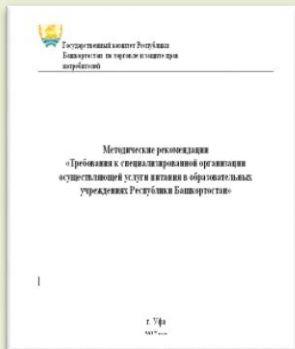 Государственный комитет Республики
Башкортостан по торговле и защите прав
потребителей
Методические рекомендации
«Требования к специализированной организации
осуществляющей услуги питания в образовательных
учреждениях Республики Башкортостан»
г. Уфа
2017